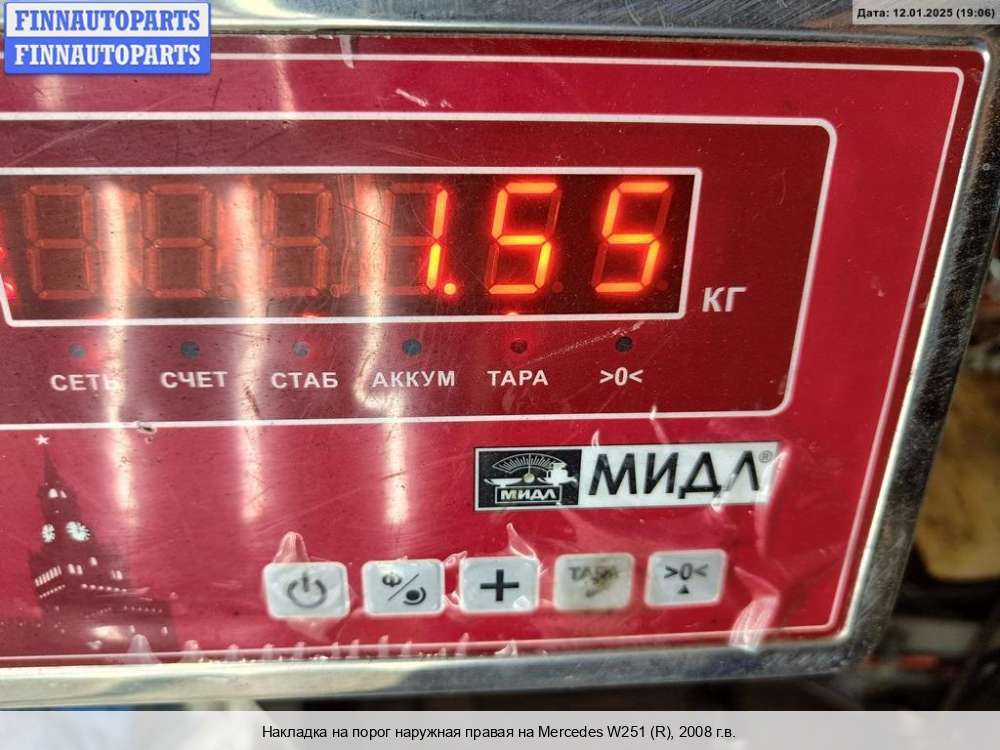 FINNAUTOPARTS
FINNAUTOPARTS
Дата: 12.01.2025 (19:06)
1.55
КГ
СЕТЬ СЧЕТ СТАБ АККУМ ТАРА >0<
МИДЛ МИДЛ®
Ф/ + ТАРА >0<
Накладка на порог наружная правая на Mercedes W251 (R), 2008 г.в.